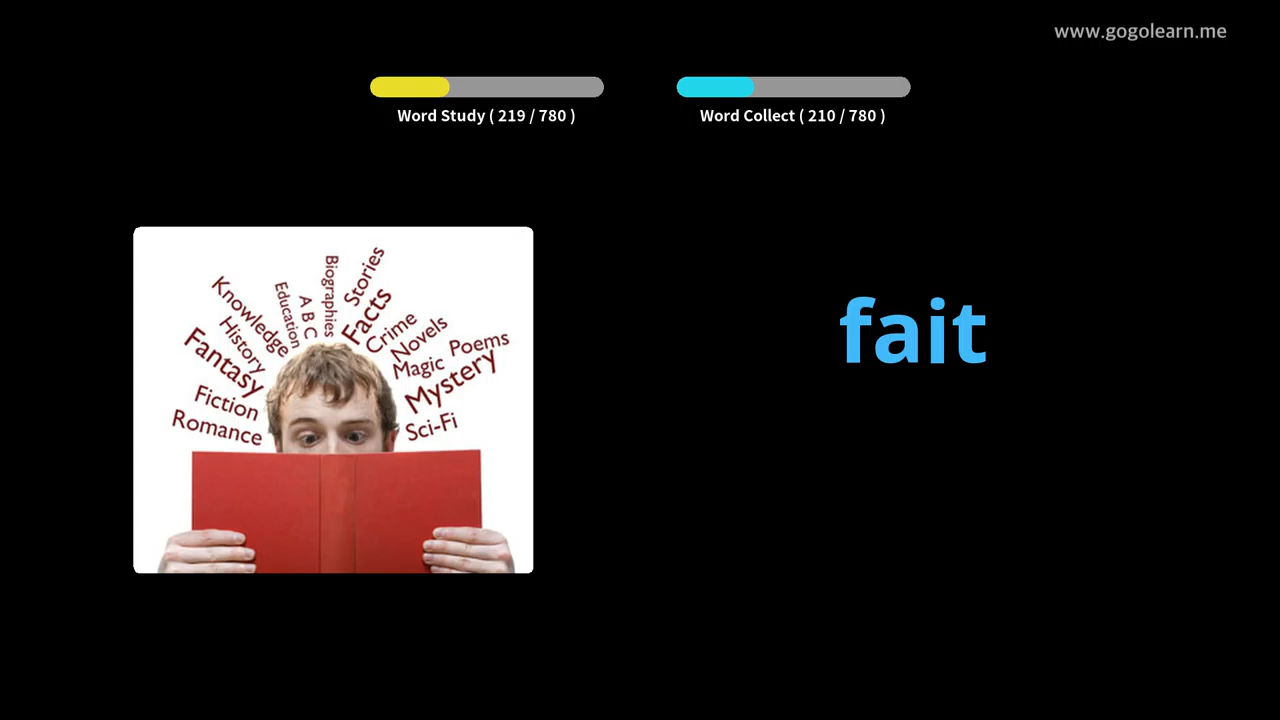 www.gogolearn.me
Word Study ( 219 / 780 )
Word Collect ( 210 / 780 )
Knowledge
Education
A B C
Biographies
Stories
Facts
History
Crime
Novels
Fantasy
Magic
Poems
Mystery
Fiction
Romance
Sci-Fi
fait